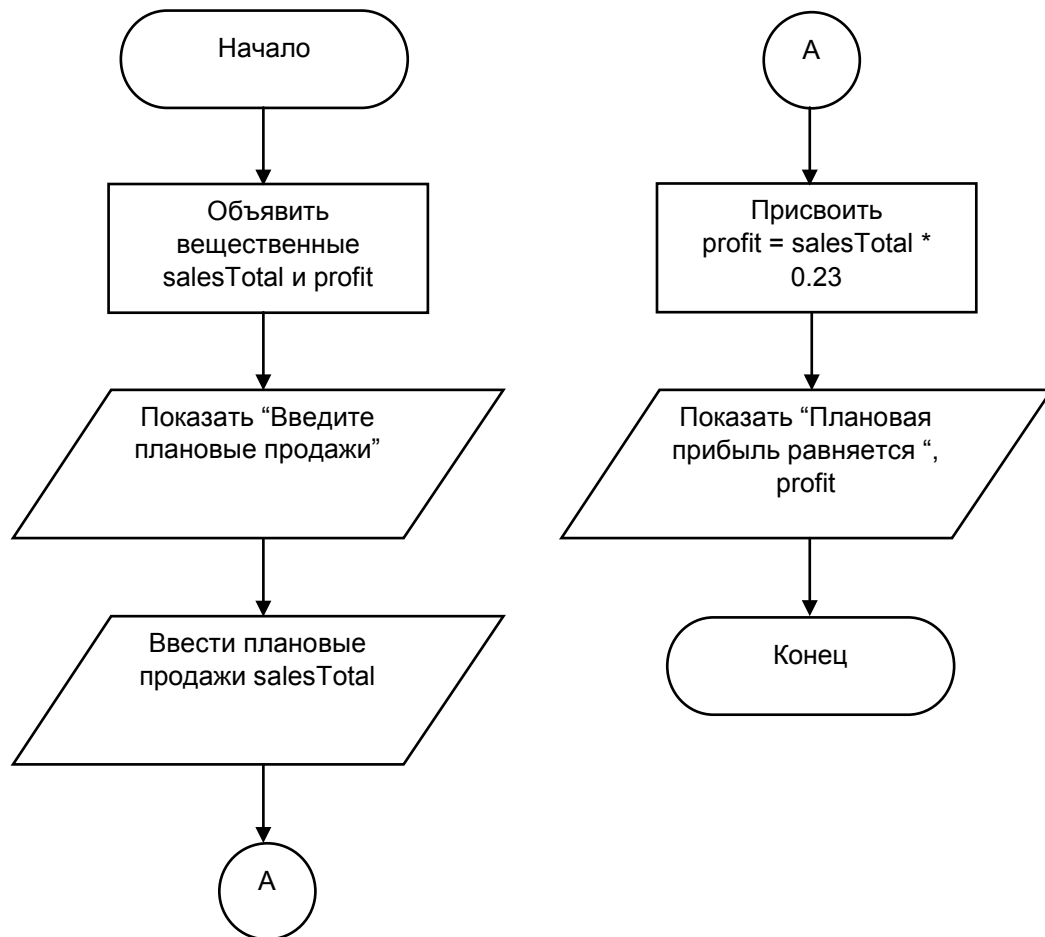 Начало
Объявить
вещественные
salesTotal и profit
Показать “Введите
плановые продажи”
Ввести плановые
продажи salesTotal
А
А
Присвоить
profit = salesTotal *
0.23
Показать “Плановая
прибыль равняется “,
profit
Конец